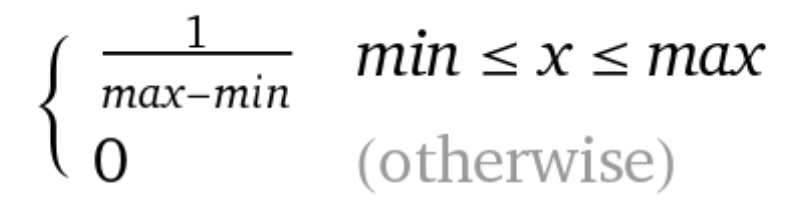 { 1/(max−min) min ≤ x ≤ max
0 (otherwise)